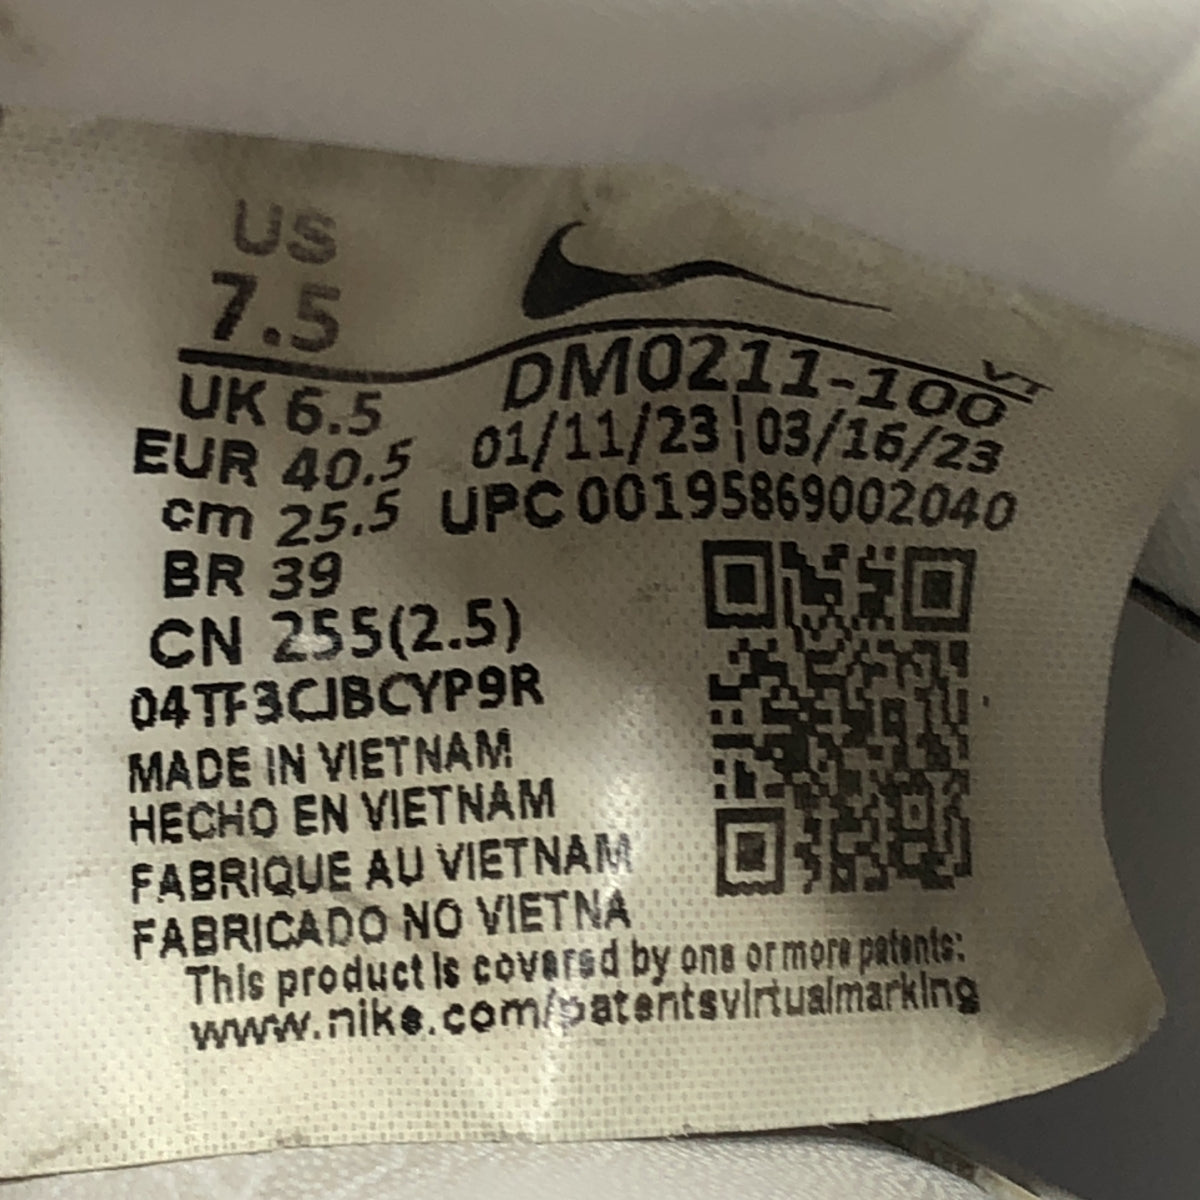 US
7.5
VT
UK 6.5
DM0211-100
EUR 40.5
01/11/23 | 03/16/23
cm 25.5
UPC 00195869002040
BR 39
CN 255(2.5)
04TF3CJBCYP9R
MADE IN VIETNAM
HECHO EN VIETNAM
FABRIQUE AU VIETNAM
FABRICADO NO VIETNA
This product is covered by one or more patents:
www.nike.com/patentsvirtualmarking